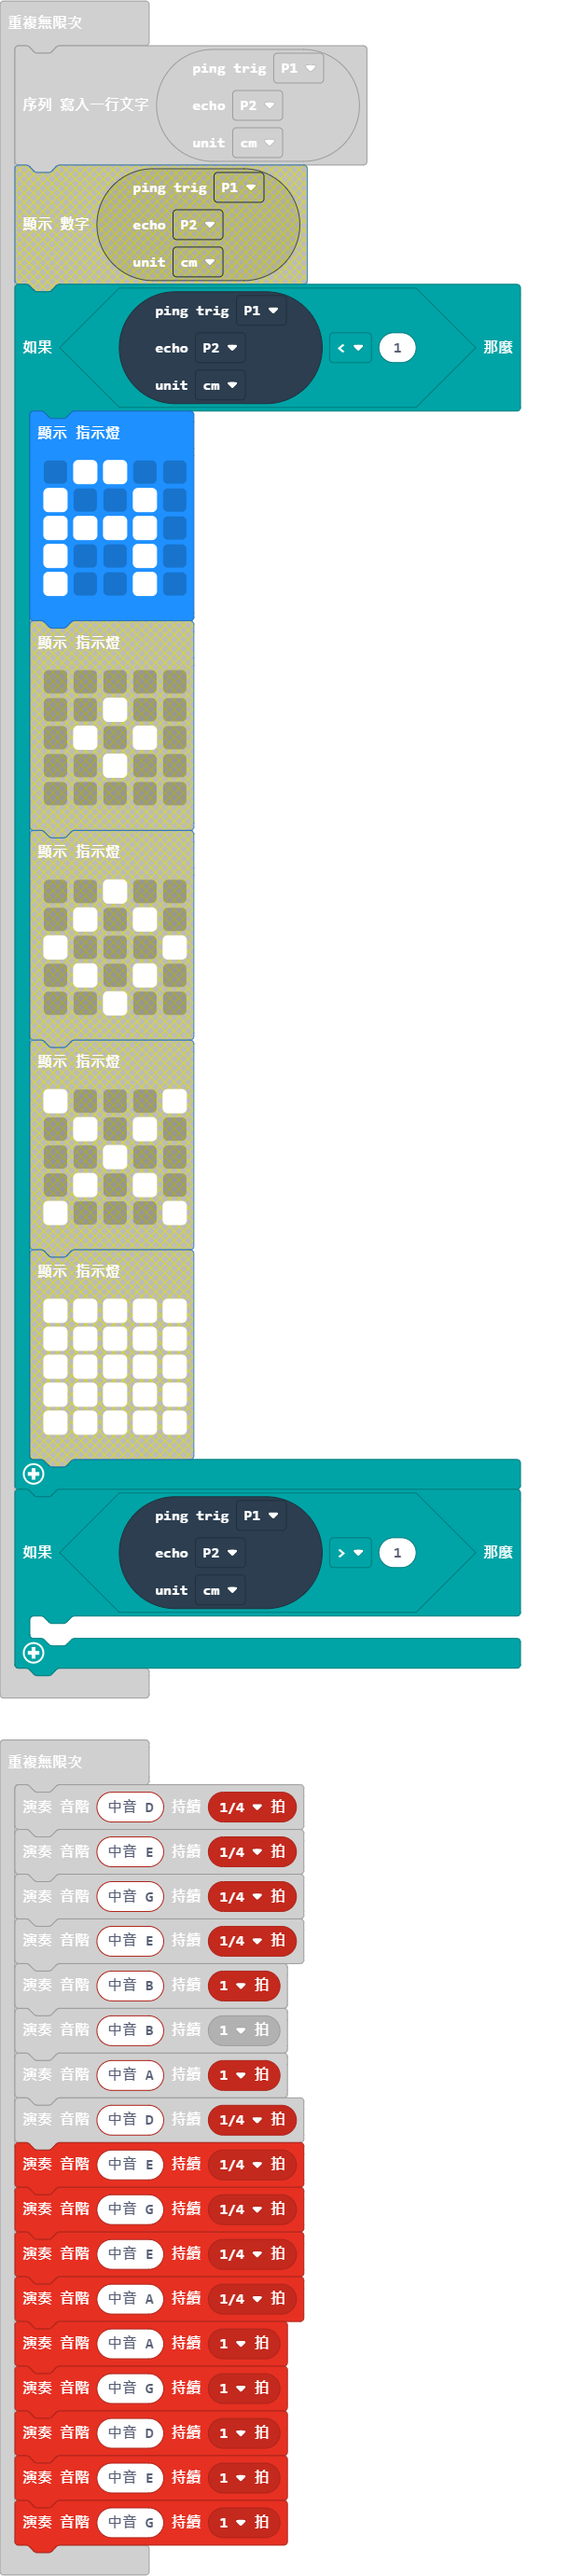 重複無限次
ping trig P1
序列 寫入一行文字 echo P2
unit cm
ping trig P1
顯示 數字 echo P2
unit cm
ping trig P1
如果 echo P2 < 1 那麼
unit cm
顯示 指示燈
顯示 指示燈
顯示 指示燈
顯示 指示燈
顯示 指示燈
ping trig P1
如果 echo P2 > 1 那麼
unit cm
重複無限次
演奏 音階 中音 D 持續 1/4 拍
演奏 音階 中音 E 持續 1/4 拍
演奏 音階 中音 G 持續 1/4 拍
演奏 音階 中音 E 持續 1/4 拍
演奏 音階 中音 B 持續 1 拍
演奏 音階 中音 B 持續 1 拍
演奏 音階 中音 A 持續 1 拍
演奏 音階 中音 D 持續 1/4 拍
演奏 音階 中音 E 持續 1/4 拍
演奏 音階 中音 G 持續 1/4 拍
演奏 音階 中音 E 持續 1/4 拍
演奏 音階 中音 A 持續 1/4 拍
演奏 音階 中音 A 持續 1 拍
演奏 音階 中音 G 持續 1 拍
演奏 音階 中音 D 持續 1 拍
演奏 音階 中音 E 持續 1 拍
演奏 音階 中音 G 持續 1 拍